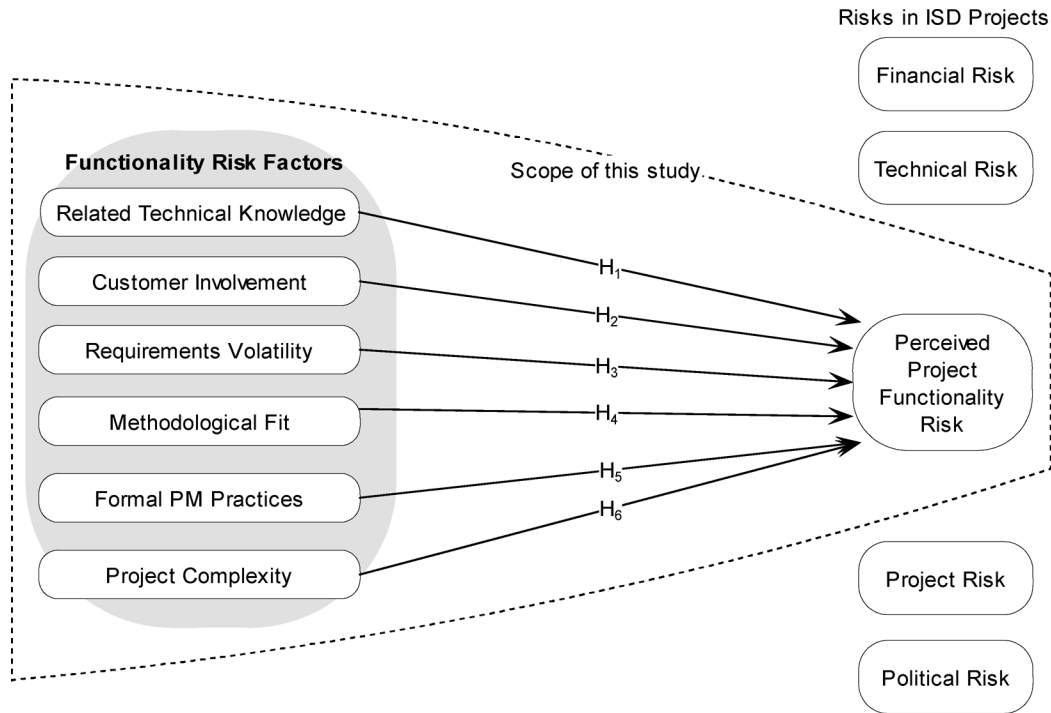 Risks in ISD Projects
Financial Risk
Technical Risk
Scope of this study
Functionality Risk Factors
Related Technical Knowledge
Customer Involvement
Requirements Volatility
Methodological Fit
Formal PM Practices
Project Complexity
H1
H2
H3
H4
H5
H6
Perceived
Project
Functionality
Risk
Project Risk
Political Risk